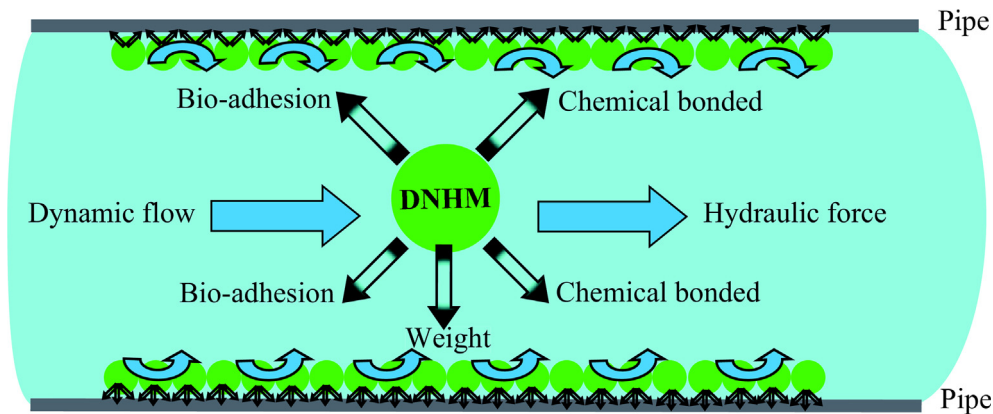 Pipe
Bio-adhesion
Chemical bonded
DNHM
Dynamic flow
Hydraulic force
Bio-adhesion
Chemical bonded
Weight
Pipe